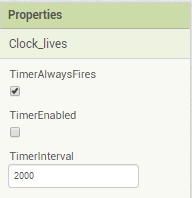 Properties
Clock_lives
TimerAlwaysFires
TimerEnabled
TimerInterval
2000